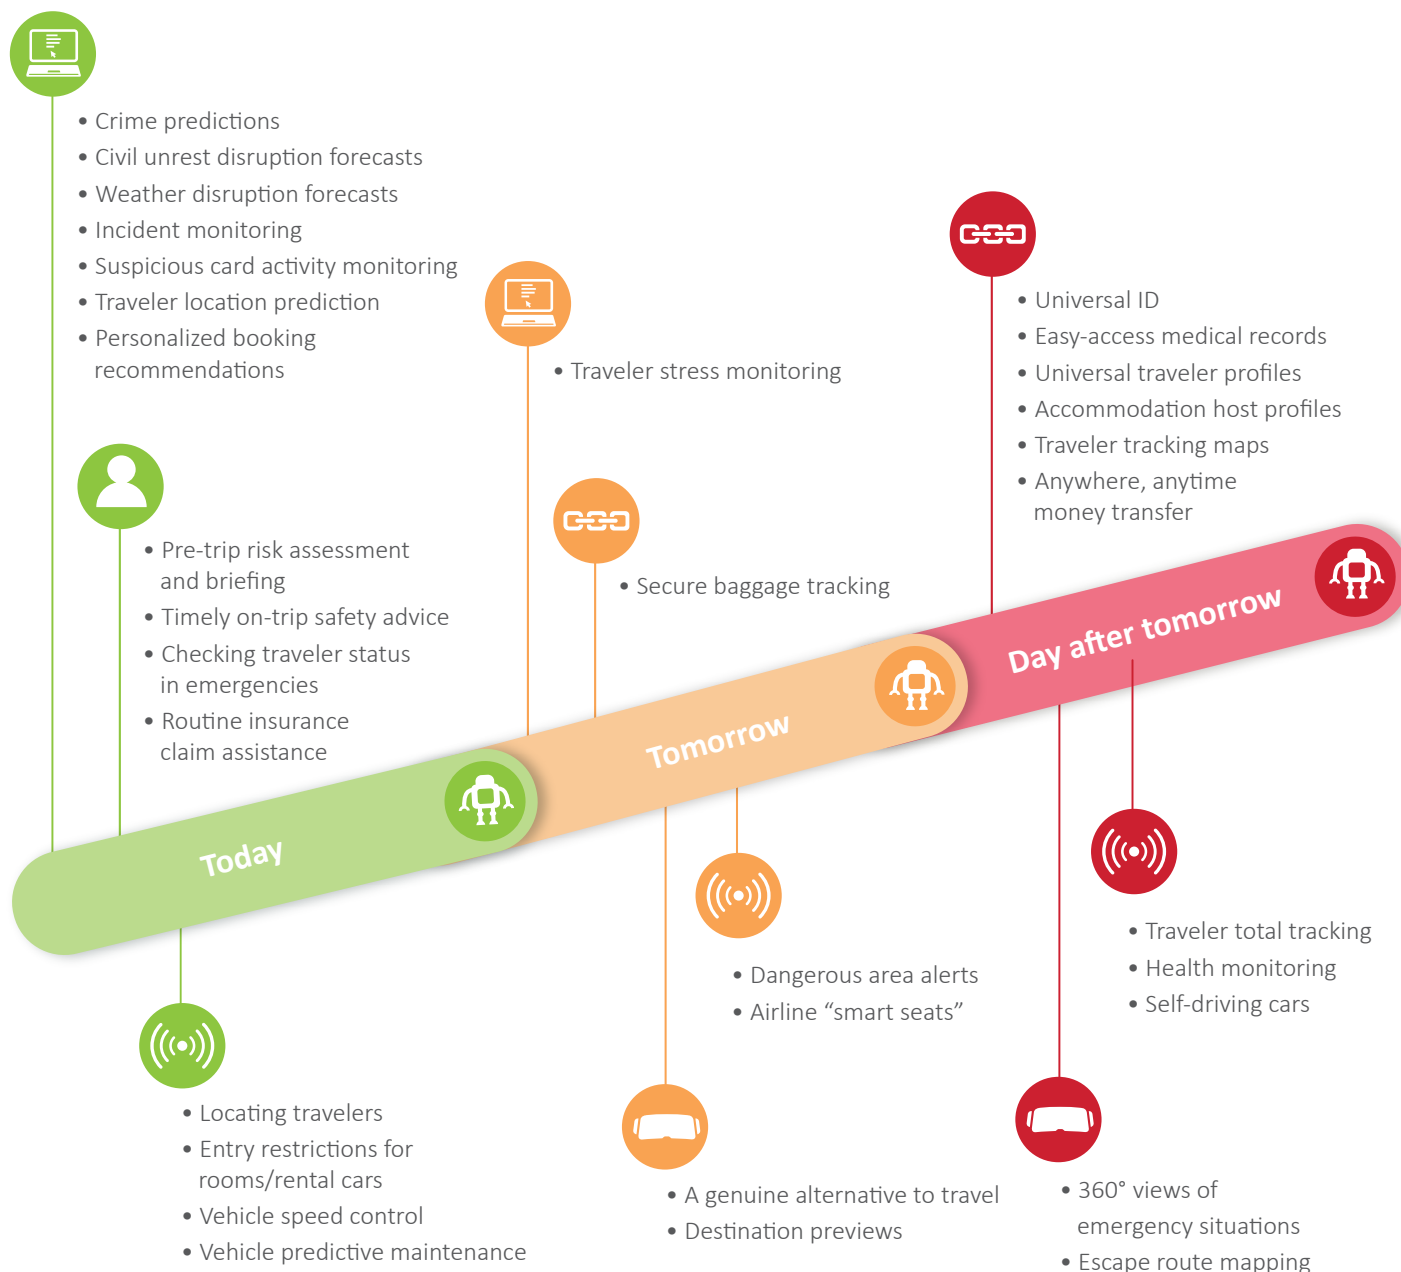 • Crime predictions
• Civil unrest disruption forecasts
• Weather disruption forecasts
• Incident monitoring
• Suspicious card activity monitoring
• Traveler location prediction
• Personalized booking
recommendations
• Pre-trip risk assessment
and briefing
• Timely on-trip safety advice
• Checking traveler status
in emergencies
• Routine insurance
claim assistance
Today
• Locating travelers
• Entry restrictions for
rooms/rental cars
• Vehicle speed control
• Vehicle predictive maintenance
• Traveler stress monitoring
• Secure baggage tracking
Tomorrow
• Dangerous area alerts
• Airline “smart seats”
• A genuine alternative to travel
• Destination previews
• Universal ID
• Easy-access medical records
• Universal traveler profiles
• Accommodation host profiles
• Traveler tracking maps
• Anywhere, anytime
money transfer
Day after tomorrow
• Traveler total tracking
• Health monitoring
• Self-driving cars
• 360° views of
emergency situations
• Escape route mapping